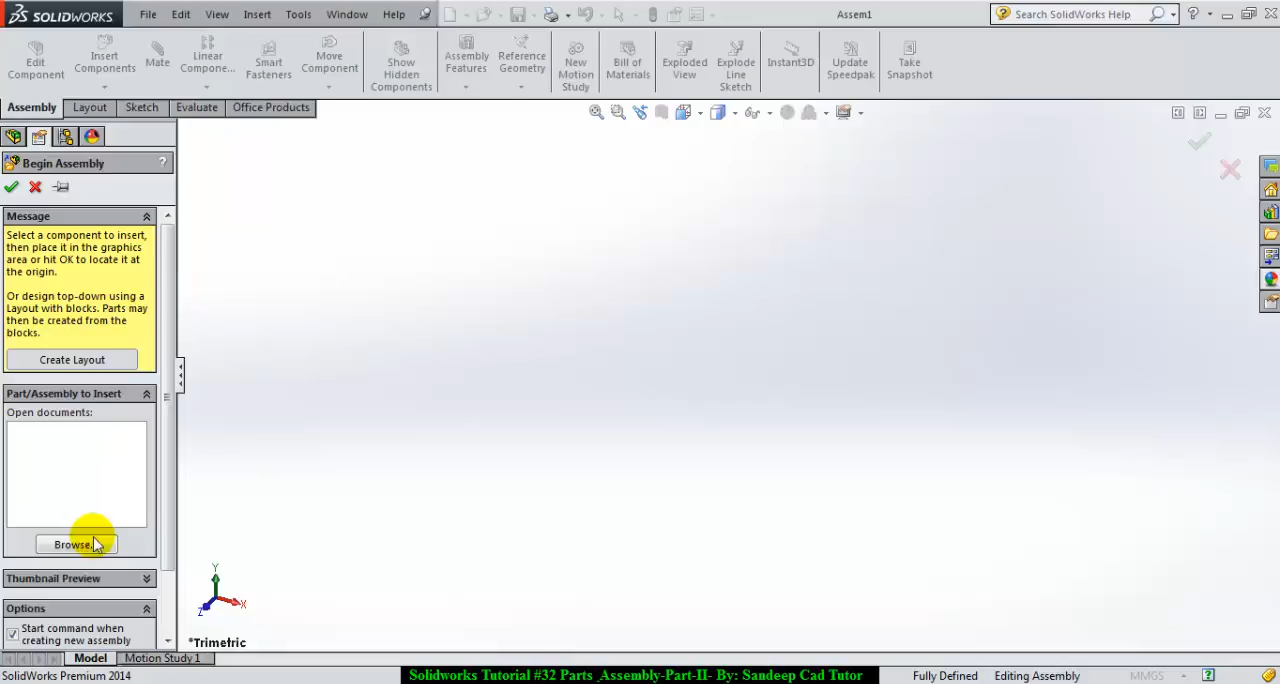 SOLIDWORKS
File Edit View Insert Tools Window Help
Assem1
Search SolidWorks Help
Edit Component
Insert Components
Mate
Linear Compone...
Smart Fasteners
Move Component
Show Hidden Components
Assembly Features
Reference Geometry
New Motion Study
Bill of Materials
Exploded View
Explode Line Sketch
Instant3D
Update Speedpak
Take Snapshot
Assembly Layout Sketch Evaluate Office Products
Begin Assembly ?
Message
Select a component to insert,
then place it in the graphics
area or hit OK to locate it at
the origin.
Or design top-down using a
Layout with blocks. Parts may
then be created from the
blocks.
Create Layout
Part/Assembly to Insert
Open documents:
Browse...
Thumbnail Preview
Options
Start command when
creating new assembly
Y
X
Z
*Trimetric
Model Motion Study 1
SolidWorks Premium 2014
Solidworks Tutorial #32 Parts Assembly-Part-II- By: Sandeep Cad Tutor
Fully Defined Editing Assembly MMGS ?